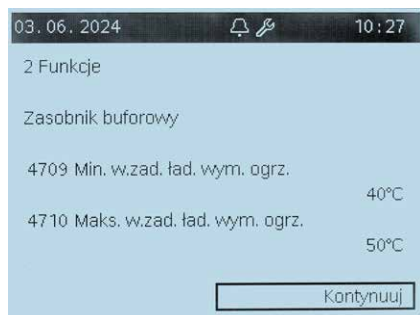 03.06.2024 10:27
2 Funkcje
Zasobnik buforowy
4709 Min. w.zad. ład. wym. ogrz.
40°C
4710 Maks. w.zad. ład. wym. ogrz.
50°C
Kontynuuj